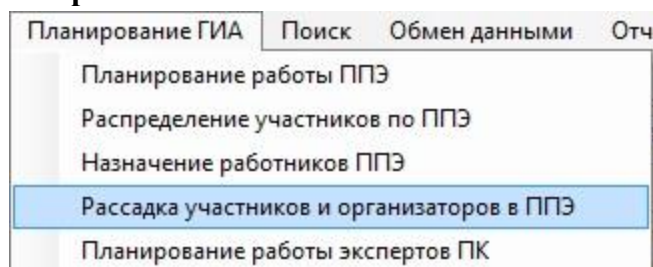 Планирование ГИА Поиск Обмен данными Отч
Планирование работы ППЭ
Распределение участников по ППЭ
Назначение работников ППЭ
Рассадка участников и организаторов в ППЭ
Планирование работы экспертов ПК